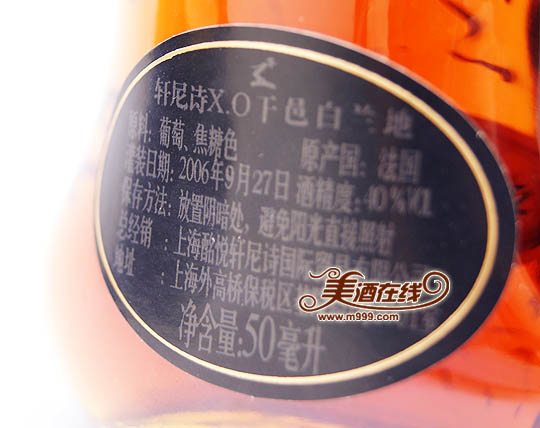 轩尼诗X.O干邑白兰地
原料: 葡萄、焦糖色 原产国: 法国
灌装日期: 2006年9月27日 酒精度: 40%VOL
保存方法: 放置阴暗处, 避免阳光直接照射
总经销 : 上海酩悦轩尼诗国际
地址 : 上海外高桥保税区
净含量:50毫升
美酒在线
www.m999.com